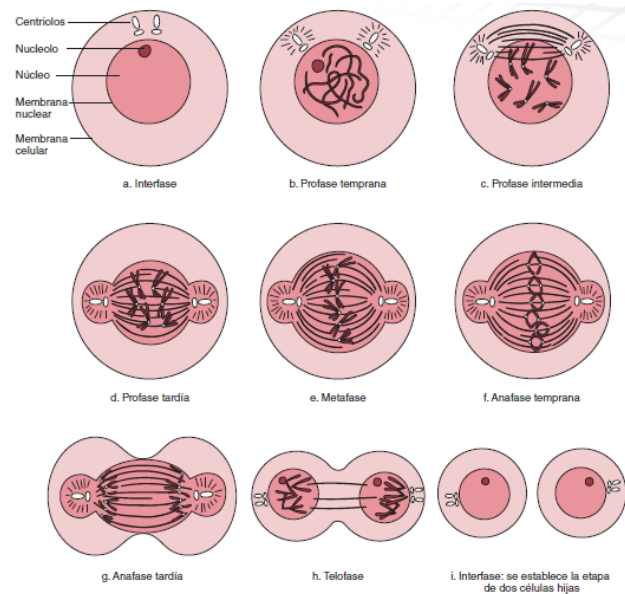 Centriolos
Nucleolo
Núcleo
Membrana
nuclear
Membrana
celular
a. Interfase
b. Profase temprana
c. Profase intermedia
d. Profase tardía
e. Metafase
f. Anafase temprana
g. Anafase tardía
h. Telofase
i. Interfase: se establece la etapa
de dos células hijas